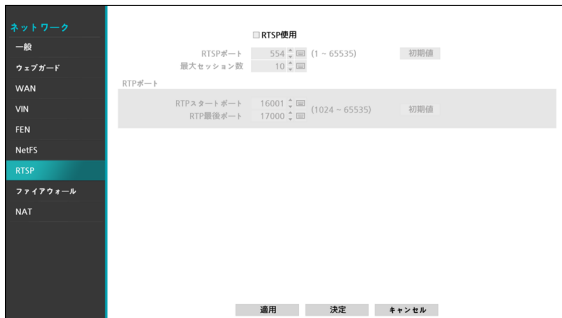 ネットワーク
一般
ウェブガード
WAN
VIN
FEN
NetFS
RTSP
ファイアウォール
NAT
RTSP使用
RTSPポート 554 (1 ~ 65535) 初期値
最大セッション数 10
RTPポート
RTPスタートポート 16001 (1024 ~ 65535) 初期値
RTP最後ポート 17000
適用 決定 キャンセル